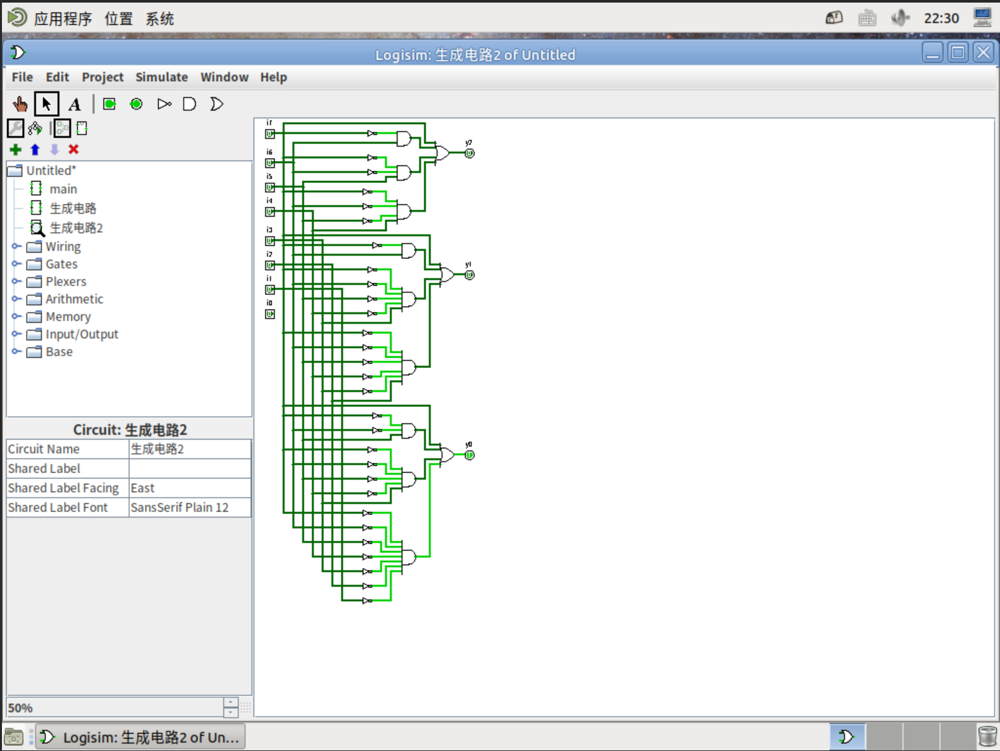 应用程序 位置 系统 22:30
Logisim: 生成电路2 of Untitled
File Edit Project Simulate Window Help
A
Untitled*
main
生成电路
生成电路2
Wiring
Gates
Plexers
Arithmetic
Memory
Input/Output
Base
Circuit: 生成电路2
Circuit Name 生成电路2
Shared Label
Shared Label Facing East
Shared Label Font SansSerif Plain 12
50%
i7
i6
i5
i4
i3
i2
i1
i0
y2
y1
y0
Logisim: 生成电路2 of Un...